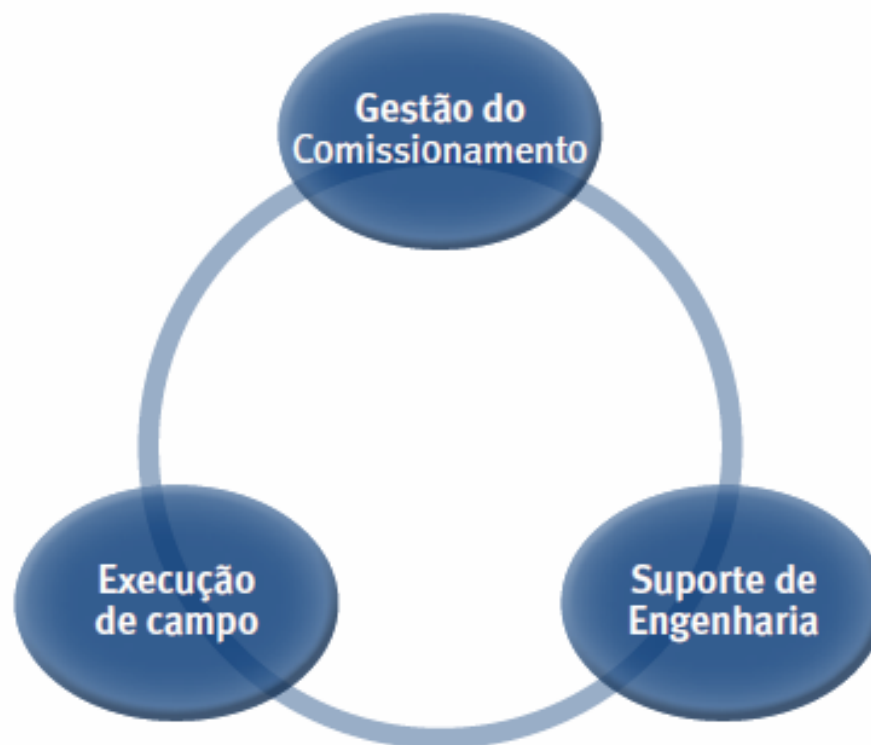 Gestão do
Comissionamento
Execução
de campo
Suporte de
Engenharia